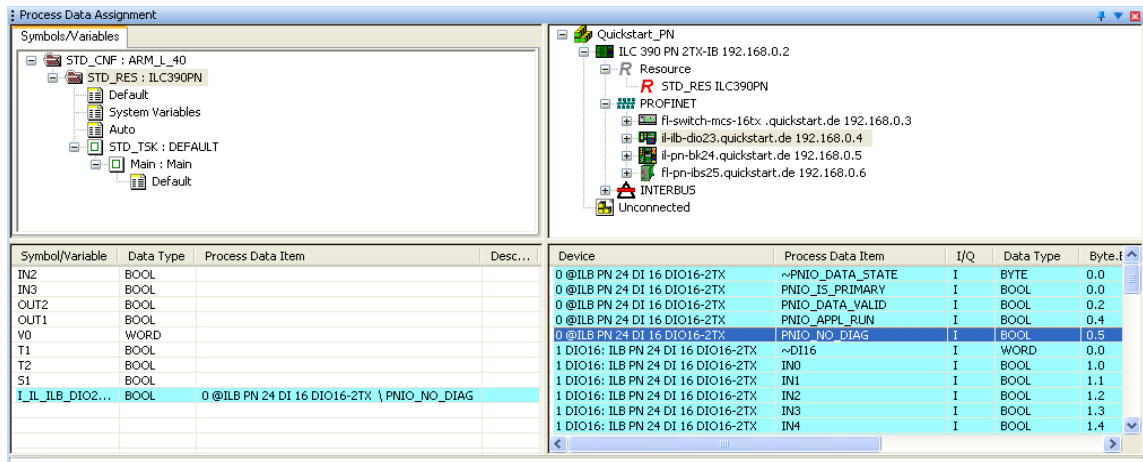 Process Data Assignment
Symbols/Variables
STD_CNF : ARM_L_40
STD_RES : ILC390PN
Default
System Variables
Auto
STD_TSK : DEFAULT
Main : Main
Default
Quickstart_PN
ILC 390 PN 2TX-IB 192.168.0.2
R Resource
R STD_RES ILC390PN
PROFINET
fl-switch-mcs-16tx .quickstart.de 192.168.0.3
il-ilb-dio23.quickstart.de 192.168.0.4
il-pn-bk24.quickstart.de 192.168.0.5
fl-pn-ibs25.quickstart.de 192.168.0.6
INTERBUS
Unconnected
Symbol/Variable Data Type Process Data Item Desc...
IN2 BOOL
IN3 BOOL
OUT2 BOOL
OUT1 BOOL
V0 WORD
T1 BOOL
T2 BOOL
S1 BOOL
I_IL_ILB_DIO2... BOOL 0 @ILB PN 24 DI 16 DIO16-2TX \ PNIO_NO_DIAG
Device Process Data Item I/Q Data Type Byte.
0 @ILB PN 24 DI 16 DIO16-2TX ~PNIO_DATA_STATE I BYTE 0.0
0 @ILB PN 24 DI 16 DIO16-2TX PNIO_IS_PRIMARY I BOOL 0.0
0 @ILB PN 24 DI 16 DIO16-2TX PNIO_DATA_VALID I BOOL 0.2
0 @ILB PN 24 DI 16 DIO16-2TX PNIO_APPL_RUN I BOOL 0.4
0 @ILB PN 24 DI 16 DIO16-2TX PNIO_NO_DIAG I BOOL 0.5
1 DIO16: ILB PN 24 DI 16 DIO16-2TX ~DI16 I WORD 0.0
1 DIO16: ILB PN 24 DI 16 DIO16-2TX IN0 I BOOL 1.0
1 DIO16: ILB PN 24 DI 16 DIO16-2TX IN1 I BOOL 1.1
1 DIO16: ILB PN 24 DI 16 DIO16-2TX IN2 I BOOL 1.2
1 DIO16: ILB PN 24 DI 16 DIO16-2TX IN3 I BOOL 1.3
1 DIO16: ILB PN 24 DI 16 DIO16-2TX IN4 I BOOL 1.4